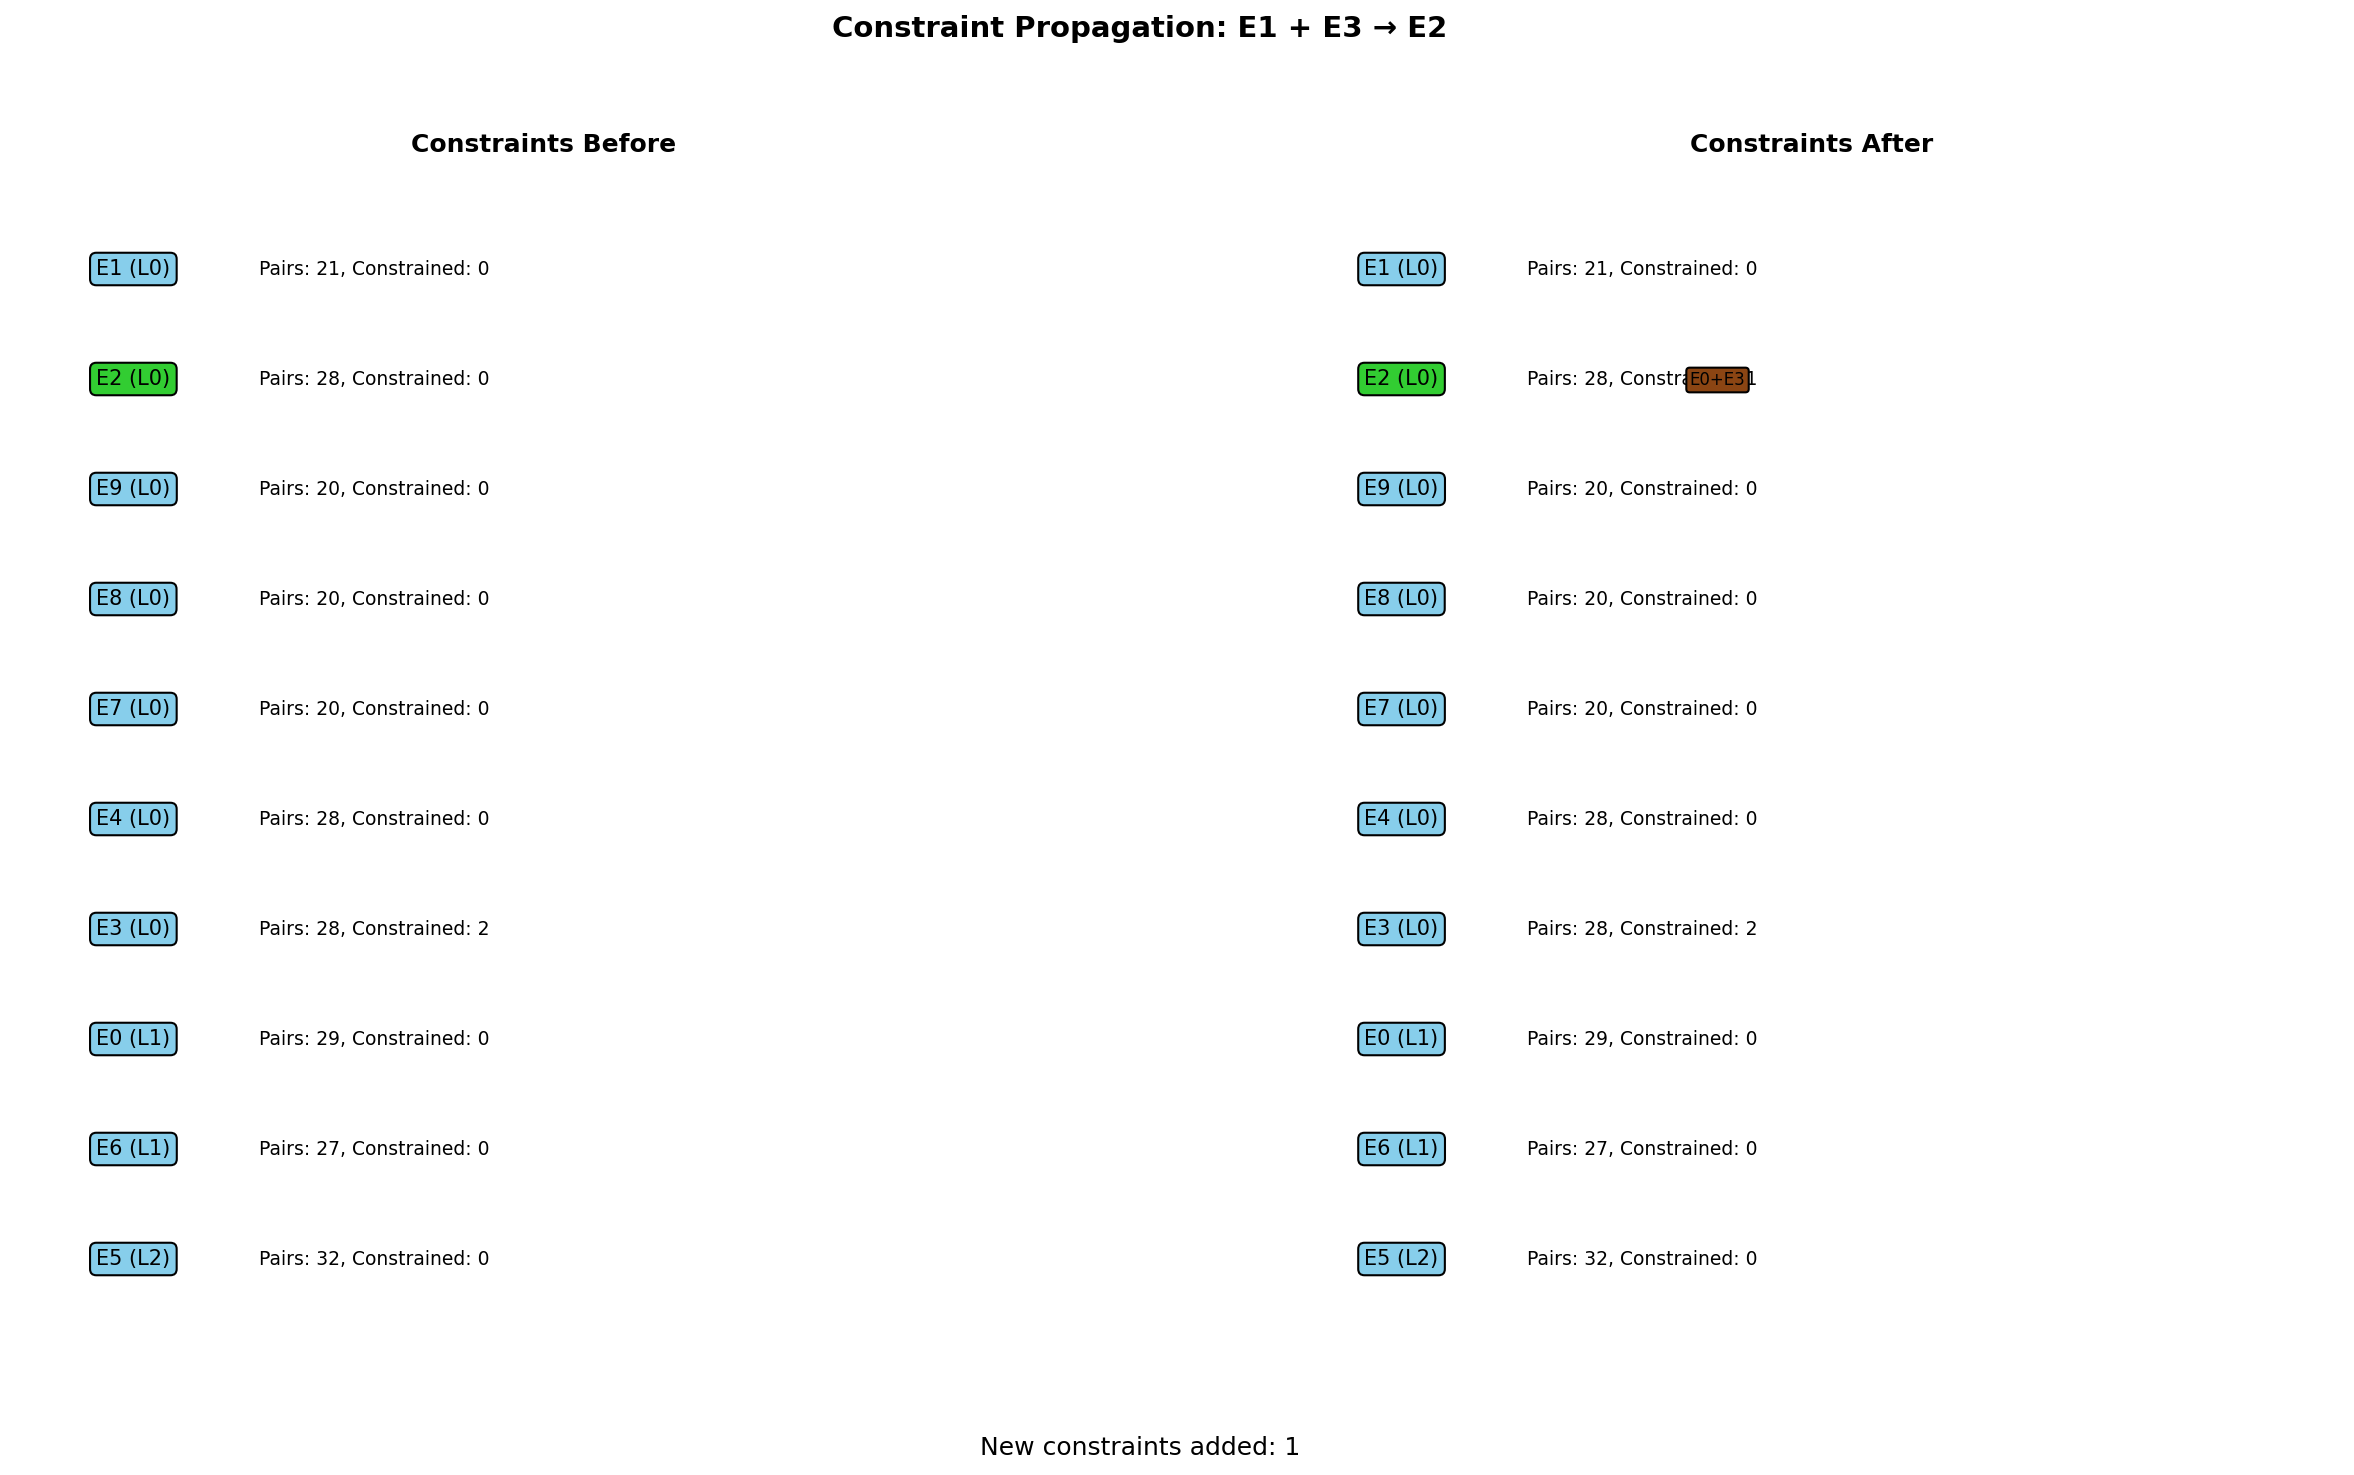 Constraint Propagation: E1 + E3 → E2
Constraints Before
E1 (L0) Pairs: 21, Constrained: 0
E2 (L0) Pairs: 28, Constrained: 0
E9 (L0) Pairs: 20, Constrained: 0
E8 (L0) Pairs: 20, Constrained: 0
E7 (L0) Pairs: 20, Constrained: 0
E4 (L0) Pairs: 28, Constrained: 0
E3 (L0) Pairs: 28, Constrained: 2
E0 (L1) Pairs: 29, Constrained: 0
E6 (L1) Pairs: 27, Constrained: 0
E5 (L2) Pairs: 32, Constrained: 0
Constraints After
E1 (L0) Pairs: 21, Constrained: 0
E2 (L0) Pairs: 28, E0+E3 1
E9 (L0) Pairs: 20, Constrained: 0
E8 (L0) Pairs: 20, Constrained: 0
E7 (L0) Pairs: 20, Constrained: 0
E4 (L0) Pairs: 28, Constrained: 0
E3 (L0) Pairs: 28, Constrained: 2
E0 (L1) Pairs: 29, Constrained: 0
E6 (L1) Pairs: 27, Constrained: 0
E5 (L2) Pairs: 32, Constrained: 0
New constraints added: 1